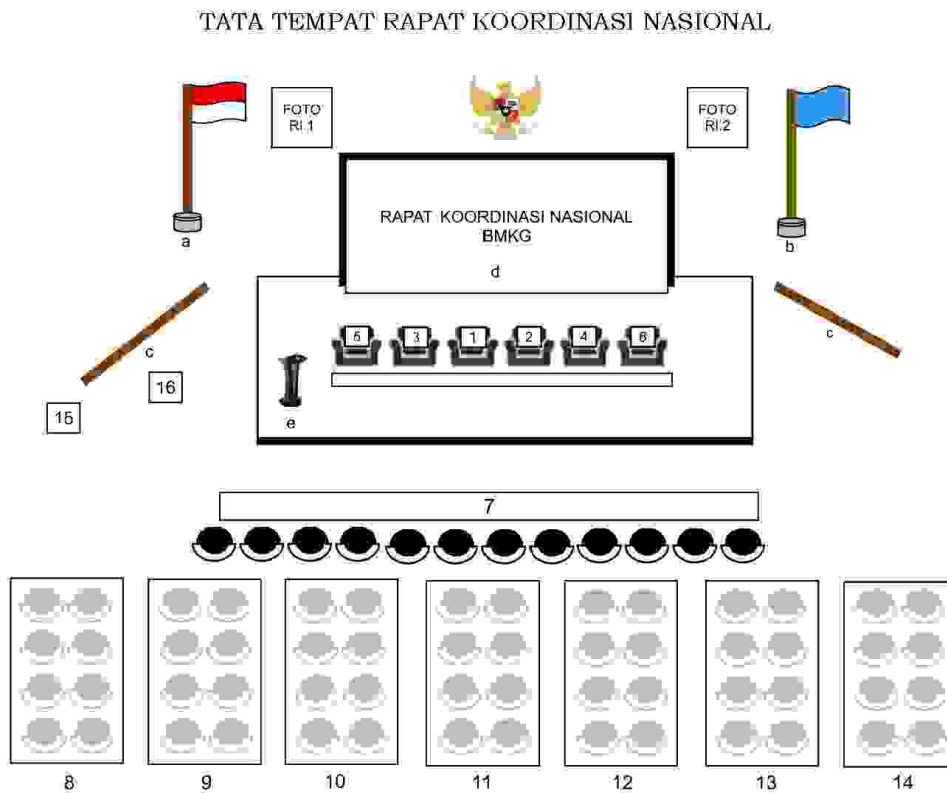 TATA TEMPAT RAPAT KOORDINASI NASIONAL
FOTO
RI.1
FOTO
RI.2
a
b
RAPAT KOORDINASI NASIONAL
BMKG
d
c
c
5 3 1 2 4 6
16
15
e
7
8 9 10 11 12 13 14